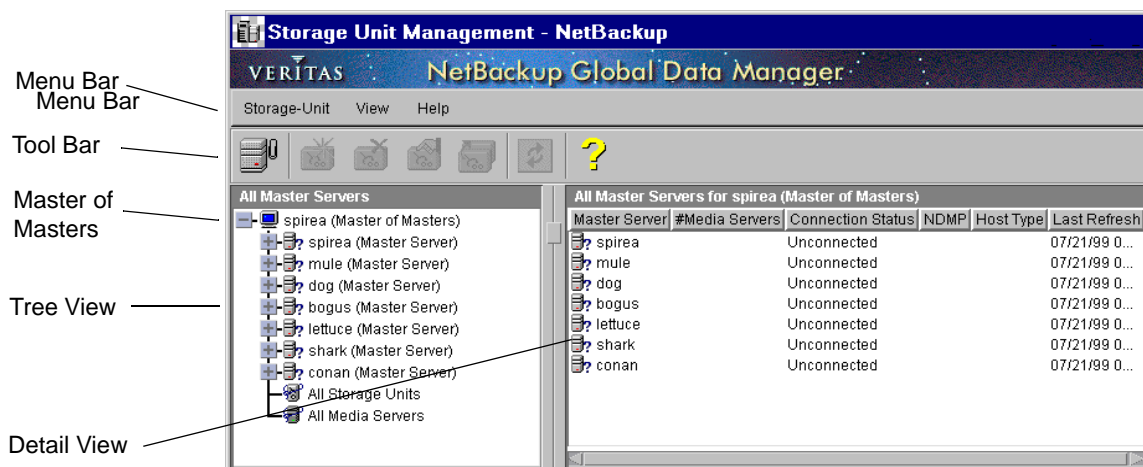 Storage Unit Management - NetBackup
VERITAS NetBackup Global Data Manager
Menu Bar
Menu Bar
Storage-Unit View Help
Tool Bar
?
Master of
Masters
All Master Servers
spirea (Master of Masters)
spirea (Master Server)
mule (Master Server)
dog (Master Server)
bogus (Master Server)
lettuce (Master Server)
shark (Master Server)
conan (Master Server)
All Storage Units
All Media Servers
Tree View
Detail View
All Master Servers for spirea (Master of Masters)
Master Server #Media Servers Connection Status NDMP Host Type Last Refresh
spirea Unconnected 07/21/99 0...
mule Unconnected 07/21/99 0...
dog Unconnected 07/21/99 0...
bogus Unconnected 07/21/99 0...
lettuce Unconnected 07/21/99 0...
shark Unconnected 07/21/99 0...
conan Unconnected 07/21/99 0...